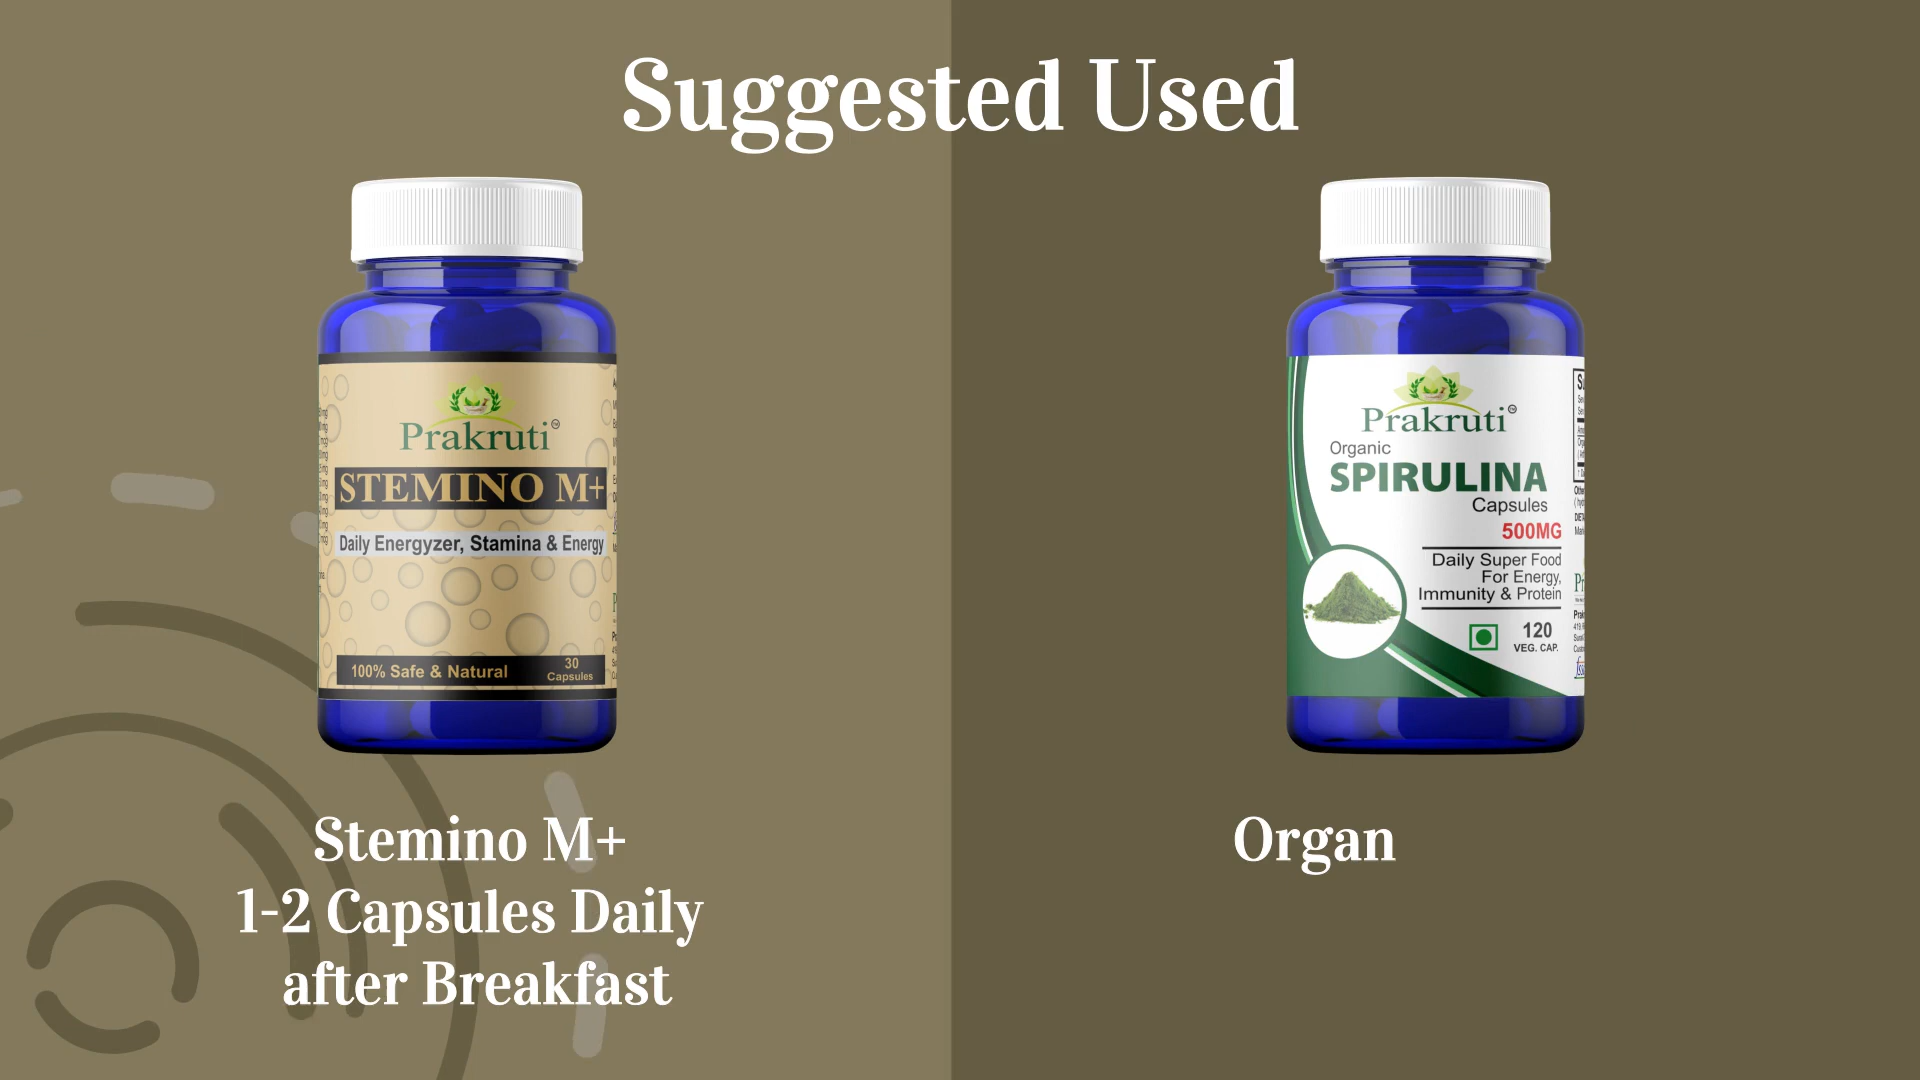 Suggested Used
Prakruti
STEMINO M+
Daily Energyzer, Stamina & Energy
100% Safe & Natural
30
Capsules
Stemino M+
1-2 Capsules Daily
after Breakfast
Prakruti
Organic
SPIRULINA
Capsules
500MG
Daily Super Food
For Energy,
Immunity & Protein
120
VEG. CAP.
Organ